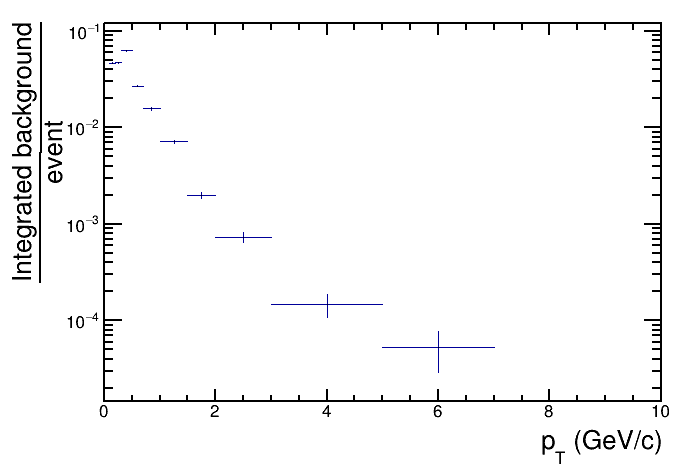 Integrated background
event
10⁻¹
10⁻²
10⁻³
10⁻⁴
0 2 4 6 8 10
p_T (GeV/c)